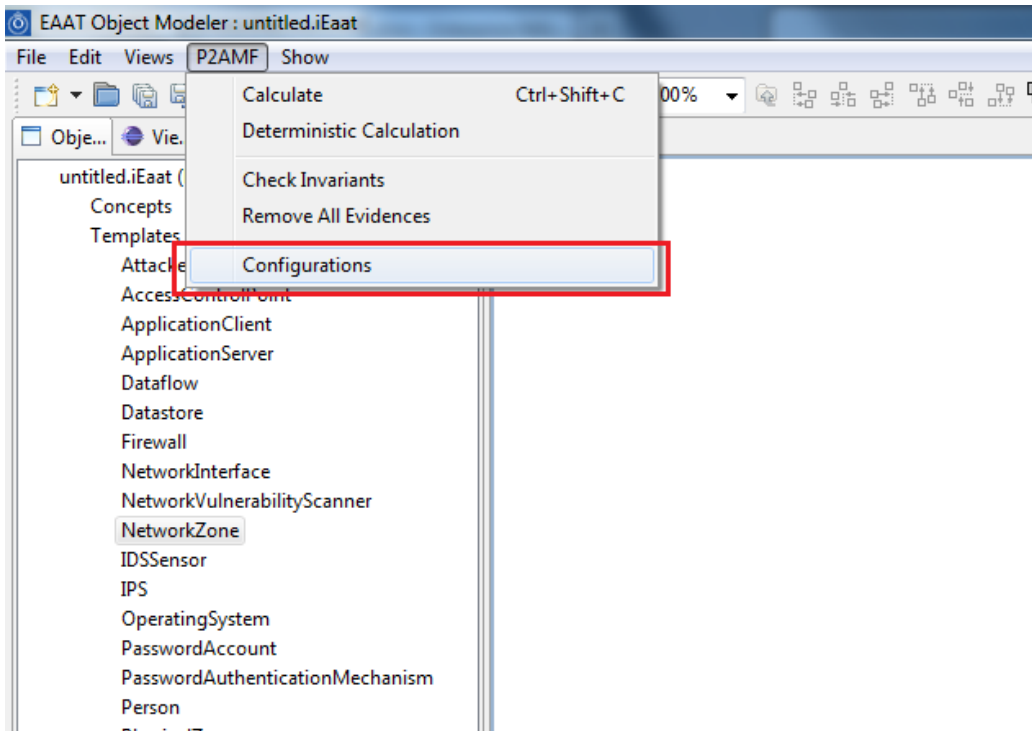 EAAT Object Modeler : untitled.iEaat
File Edit Views P2AMF Show
Calculate Ctrl+Shift+C 00%
Deterministic Calculation
Obje... Vie.
Check Invariants
untitled.iEaat (
Remove All Evidences
Concepts
Templates
Configurations
Attacke
AccessControlPoint
ApplicationClient
ApplicationServer
Dataflow
Datastore
Firewall
NetworkInterface
NetworkVulnerabilityScanner
NetworkZone
IDSSensor
IPS
OperatingSystem
PasswordAccount
PasswordAuthenticationMechanism
Person